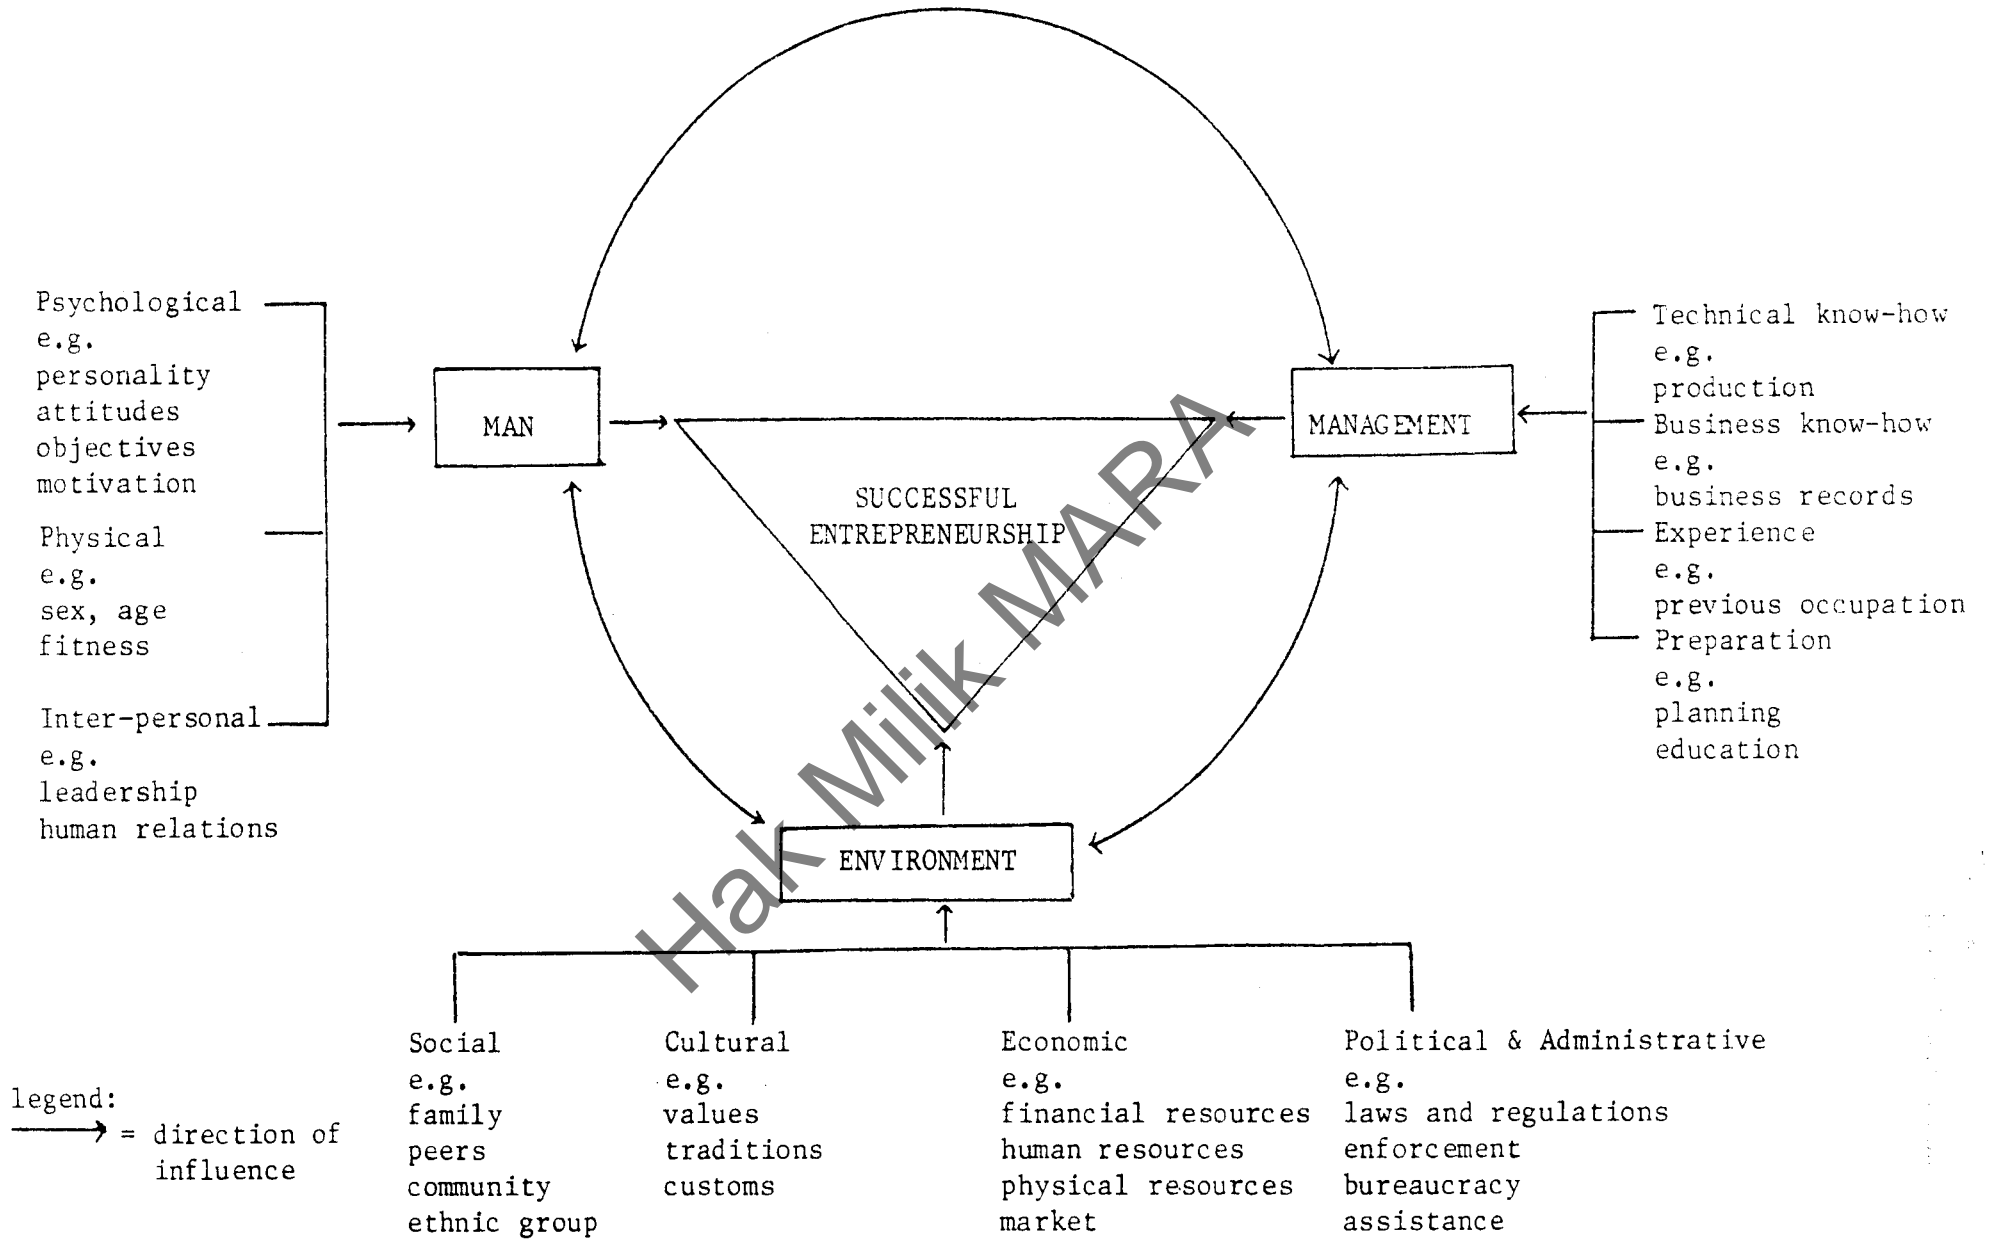 Psychological
e.g.
personality
attitudes
objectives
motivation
Physical
e.g.
sex, age
fitness
Inter-personal
e.g.
leadership
human relations
MAN
SUCCESSFUL
ENTREPRENEURSHIP
MANAGEMENT
Technical know-how
e.g.
production
Business know-how
e.g.
business records
Experience
e.g.
previous occupation
Preparation
e.g.
planning
education
ENVIRONMENT
Hak Milik MARA
Social
e.g.
family
peers
community
ethnic group
Cultural
e.g.
values
traditions
customs
Economic
e.g.
financial resources
human resources
physical resources
market
Political & Administrative
e.g.
laws and regulations
enforcement
bureaucracy
assistance
legend:
= direction of
influence